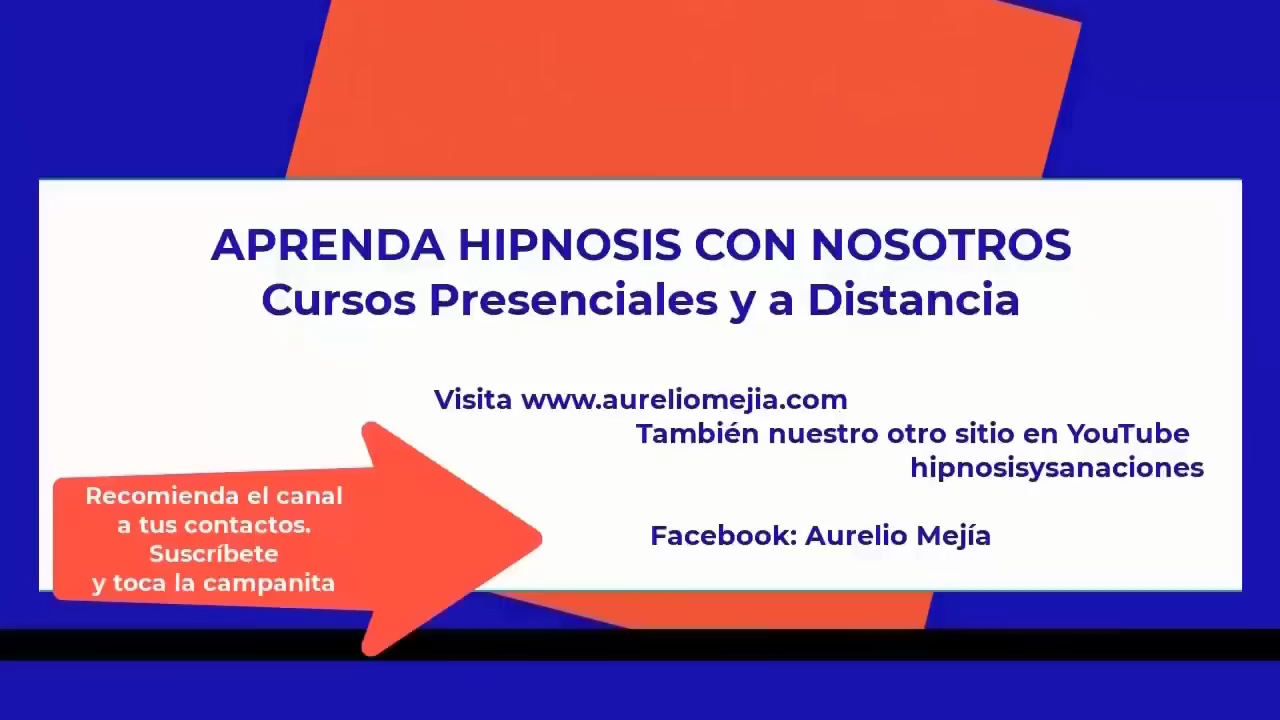 APRENDA HIPNOSIS CON NOSOTROS
Cursos Presenciales y a Distancia
Visita www.aureliomejia.com
También nuestro otro sitio en YouTube
hipnosisysanaciones
Facebook: Aurelio Mejía
Recomienda el canal
a tus contactos.
Suscríbete
y toca la campanita